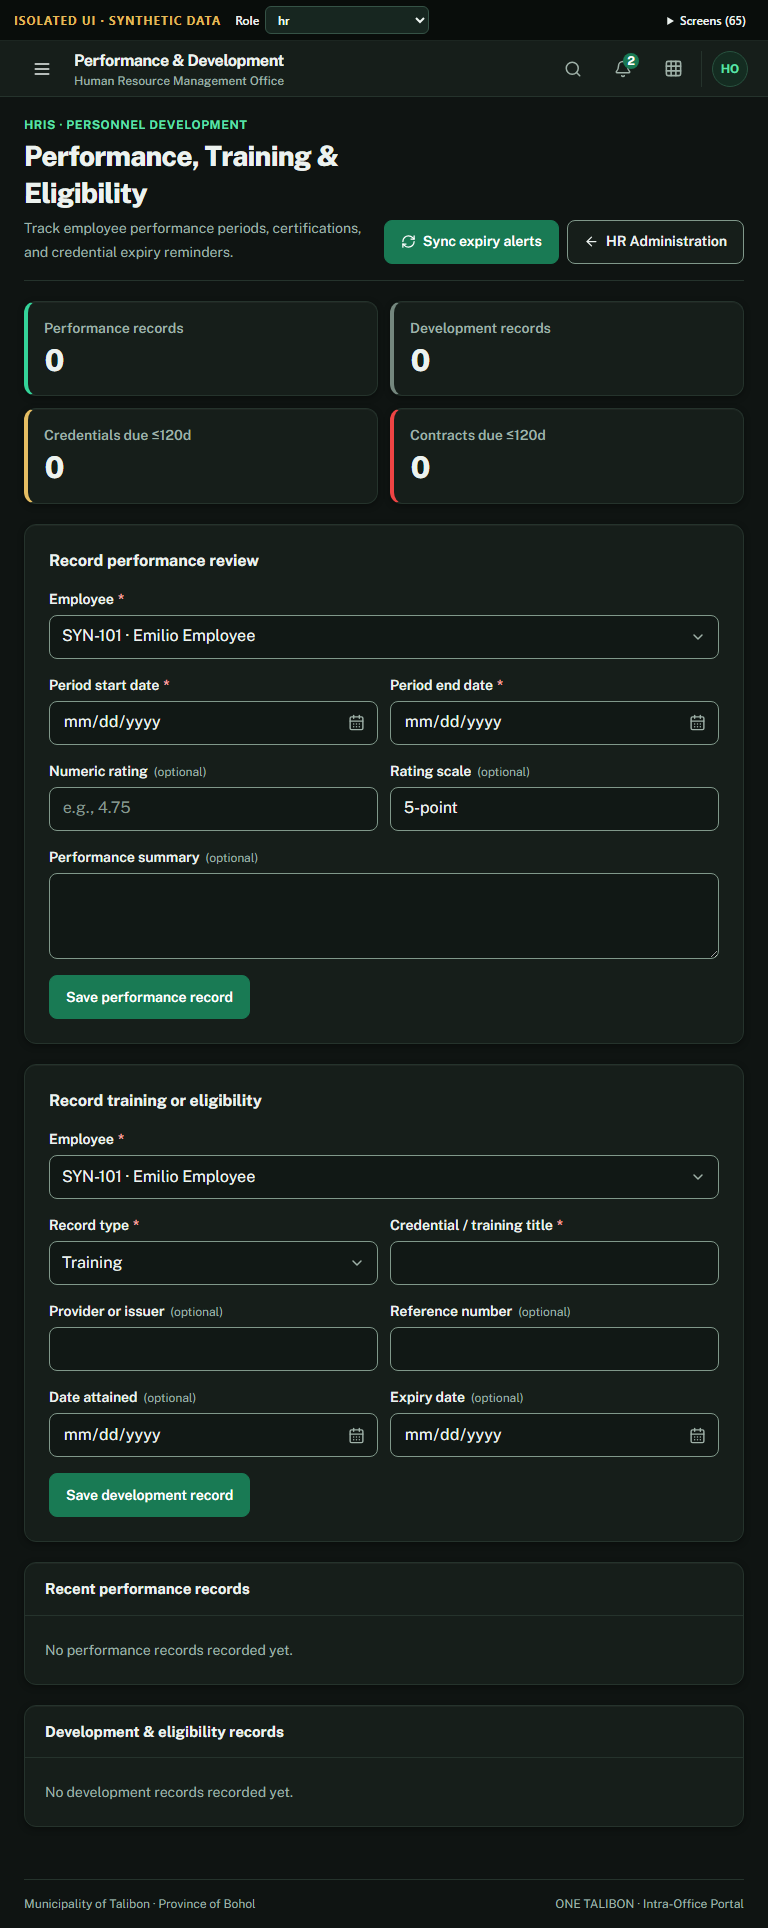 ISOLATED UI · SYNTHETIC DATA Role hr Screens (65)
Performance & Development
Human Resource Management Office
2
HO
HRIS · PERSONNEL DEVELOPMENT
Performance, Training &
Eligibility
Track employee performance periods, certifications,
and credential expiry reminders.
Sync expiry alerts
HR Administration
Performance records
0
Development records
0
Credentials due ≤120d
0
Contracts due ≤120d
0
Record performance review
Employee *
SYN-101 · Emilio Employee
Period start date * Period end date *
mm/dd/yyyy mm/dd/yyyy
Numeric rating (optional) Rating scale (optional)
e.g., 4.75 5-point
Performance summary (optional)
Save performance record
Record training or eligibility
Employee *
SYN-101 · Emilio Employee
Record type * Credential / training title *
Training
Provider or issuer (optional) Reference number (optional)
Date attained (optional) Expiry date (optional)
mm/dd/yyyy mm/dd/yyyy
Save development record
Recent performance records
No performance records recorded yet.
Development & eligibility records
No development records recorded yet.
Municipality of Talibon · Province of Bohol ONE TALIBON · Intra-Office Portal